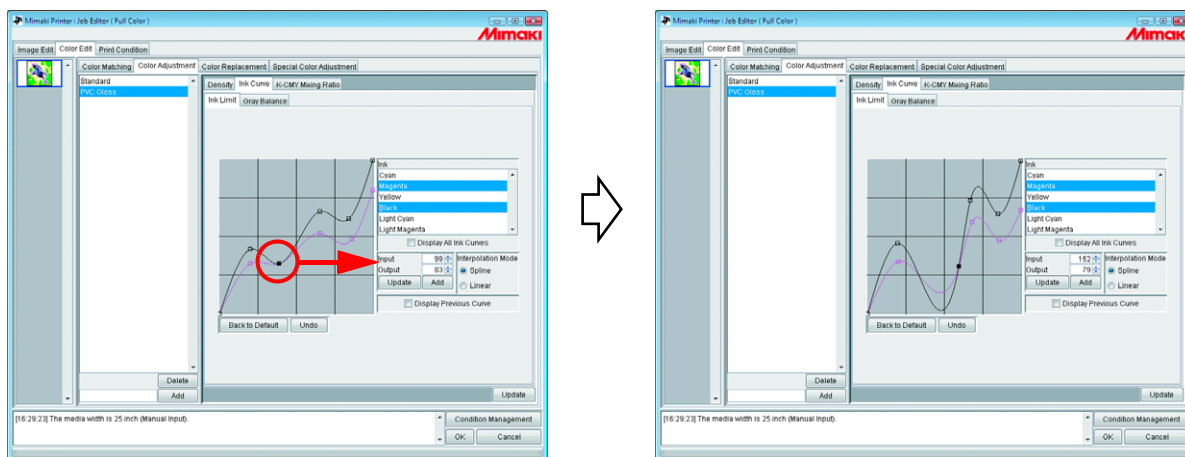 Mimaki Printer : Job Editor ( Full Color )
Mimaki
Image Edit Color Edit Print Condition
Color Matching Color Adjustment Color Replacement Special Color Adjustment
Standard
PVC Gloss
Density Ink Curve K-CMY Mixing Ratio
Ink Limit Gray Balance
Ink
Cyan
Magenta
Yellow
Black
Light Cyan
Light Magenta
Display All Ink Curves
Input 99 Interpolation Mode
Output 83 Spline
Update Add Linear
Display Previous Curve
Back to Default Undo
Delete
Add Update
[16:29:23] The media width is 25 inch (Manual Input).
Condition Management
OK Cancel
Mimaki Printer : Job Editor ( Full Color )
Mimaki
Image Edit Color Edit Print Condition
Color Matching Color Adjustment Color Replacement Special Color Adjustment
Standard
PVC Gloss
Density Ink Curve K-CMY Mixing Ratio
Ink Limit Gray Balance
Ink
Cyan
Magenta
Yellow
Black
Light Cyan
Light Magenta
Display All Ink Curves
Input 152 Interpolation Mode
Output 79 Spline
Update Add Linear
Display Previous Curve
Back to Default Undo
Delete
Add Update
[16:29:23] The media width is 25 inch (Manual Input).
Condition Management
OK Cancel